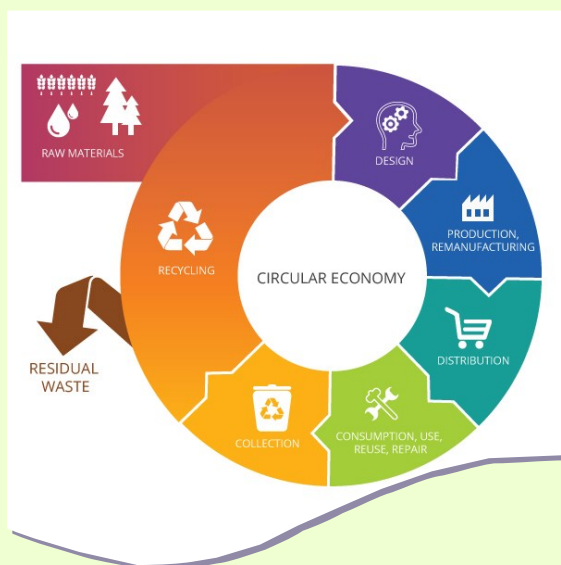 RAW MATERIALS
DESIGN
PRODUCTION,
REMANUFACTURING
RECYCLING
CIRCULAR ECONOMY
DISTRIBUTION
RESIDUAL
WASTE
COLLECTION
CONSUMPTION, USE,
REUSE, REPAIR